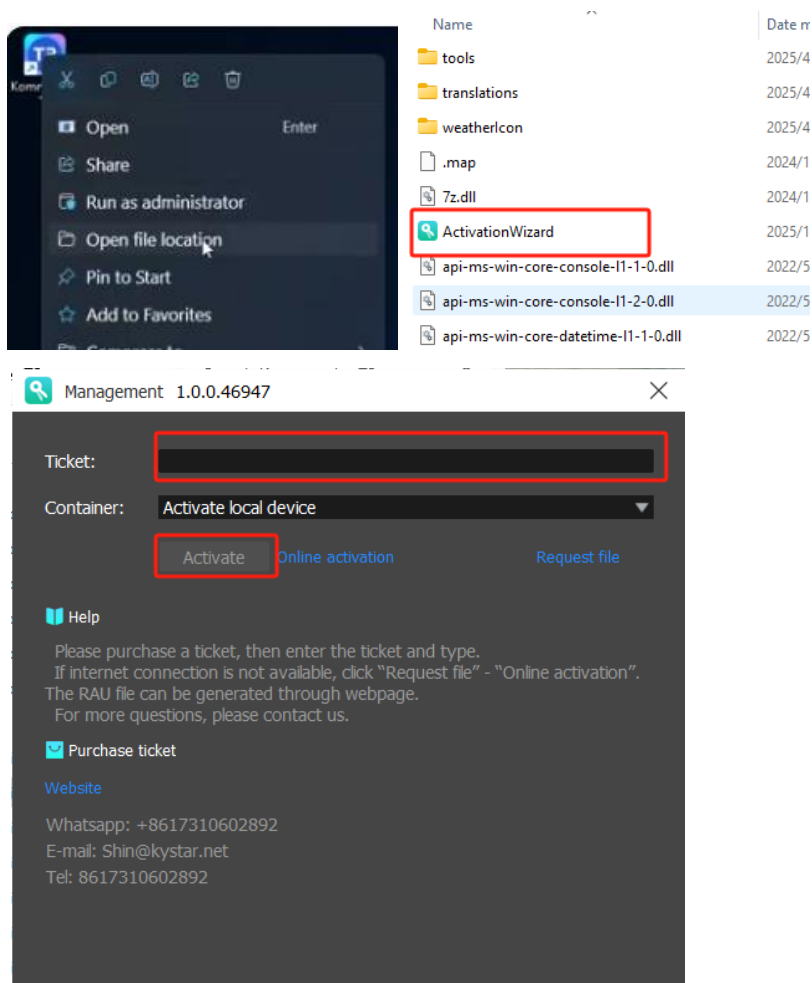 Open Enter
Share
Run as administrator
Open file location
Pin to Start
Add to Favorites
Name Date m
tools 2025/4
translations 2025/4
weatherIcon 2025/4
.map 2024/1
7z.dll 2024/1
ActivationWizard 2025/1
api-ms-win-core-console-l1-1-0.dll 2022/5
api-ms-win-core-console-l1-2-0.dll 2022/5
api-ms-win-core-datetime-l1-1-0.dll 2022/5
Management 1.0.0.46947
Ticket:
Container: Activate local device
Activate Online activation Request file
Help
Please purchase a ticket, then enter the ticket and type.
If internet connection is not available, click “Request file” - “Online activation”.
The RAU file can be generated through webpage.
For more questions, please contact us.
Purchase ticket
Website
Whatsapp: +8617310602892
E-mail: Shin@kystar.net
Tel: 8617310602892